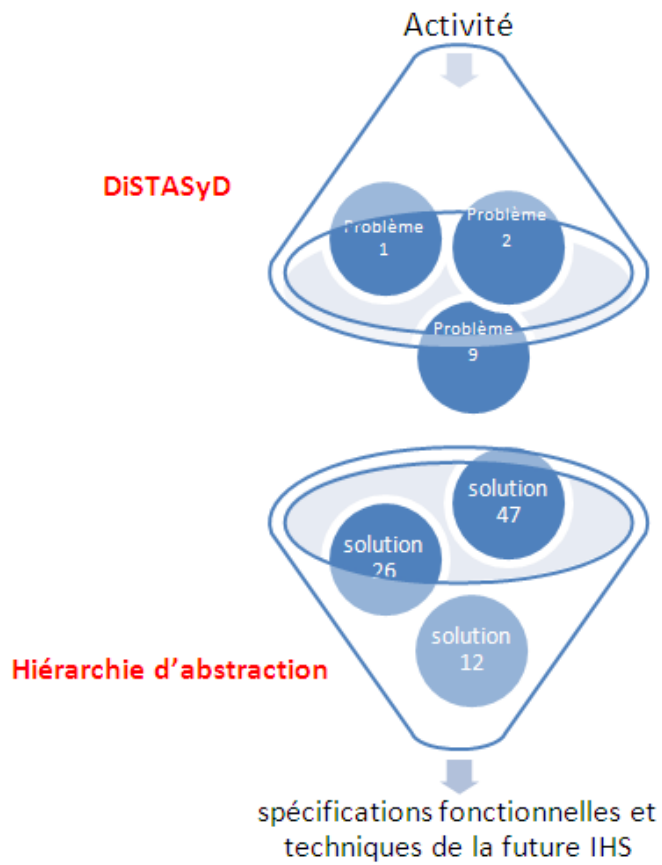 Activité
DiSTASyD
Problème
1
Problème
2
Problème
9
solution
47
solution
26
solution
12
Hiérarchie d’abstraction
spécifications fonctionnelles et
techniques de la future IHS